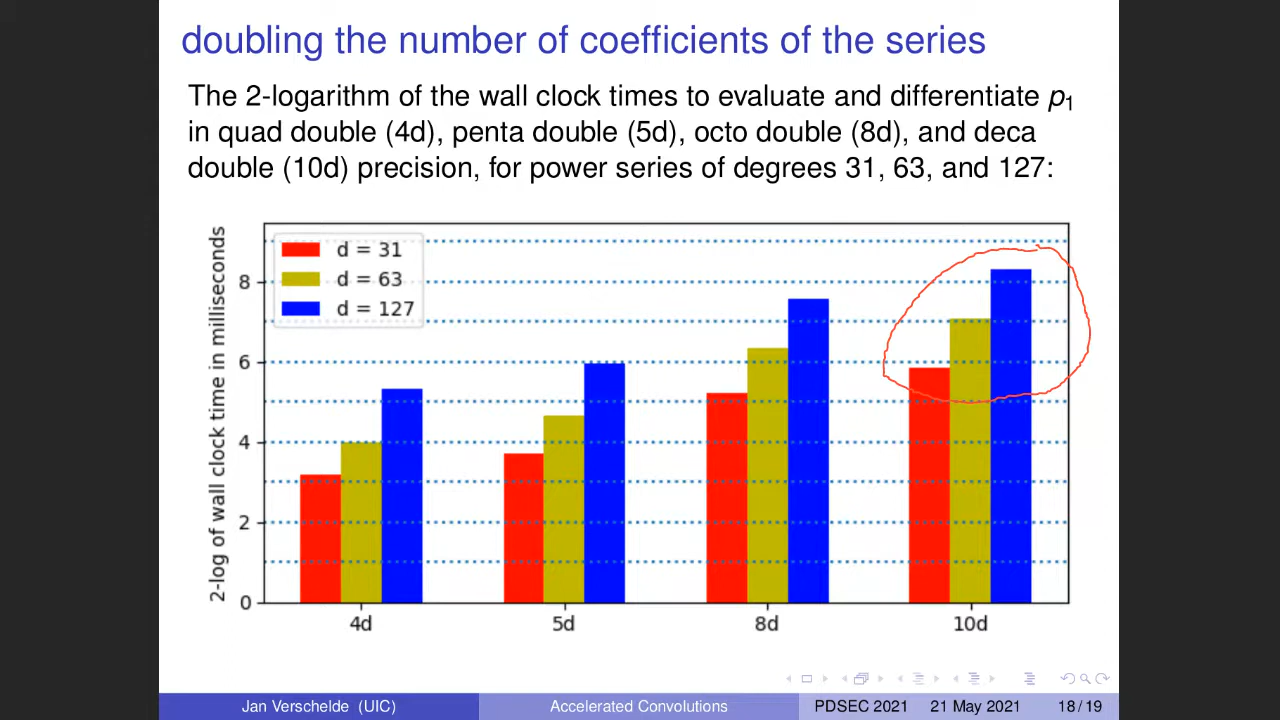 doubling the number of coefficients of the series
The 2-logarithm of the wall clock times to evaluate and differentiate p₁
in quad double (4d), penta double (5d), octo double (8d), and deca
double (10d) precision, for power series of degrees 31, 63, and 127:
2-log of wall clock time in milliseconds
d = 31
d = 63
d = 127
8
6
4
2
0
4d 5d 8d 10d
Jan Verschelde (UIC) Accelerated Convolutions PDSEC 2021 21 May 2021 18 / 19